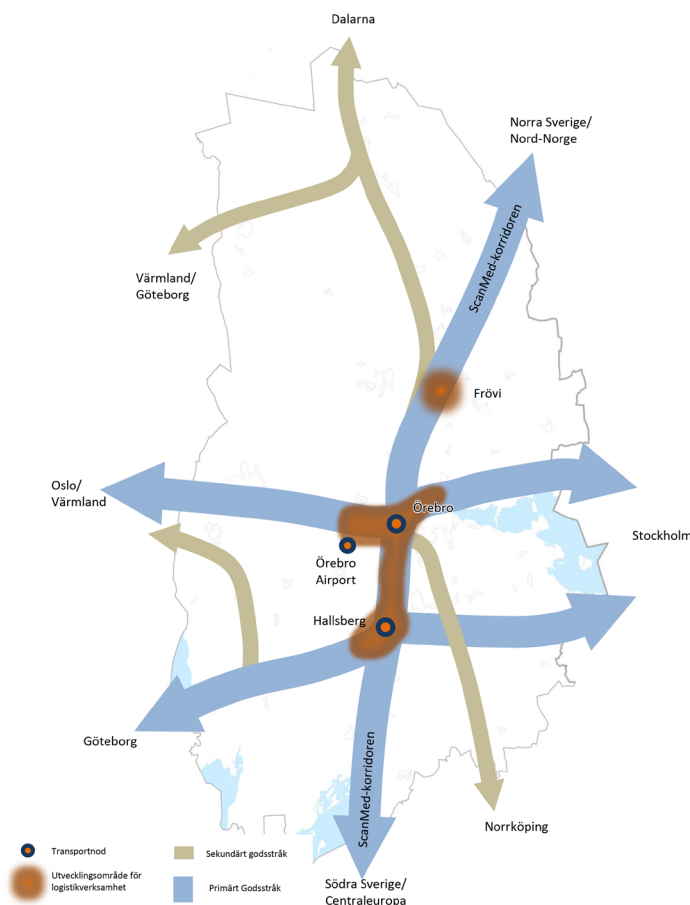 Dalarna
Norra Sverige/
Nord-Norge
ScanMed-korridoren
Värmland/
Göteborg
Frövi
Oslo/
Värmland
Örebro
Stockholm
Örebro
Airport
Hallsberg
Göteborg
ScanMed-korridoren
Norrköping
Södra Sverige/
Centraleuropa
Transportnod
Sekundärt godsstråk
Utvecklingsområde för
logistikverksamhet
Primärt Godsstråk